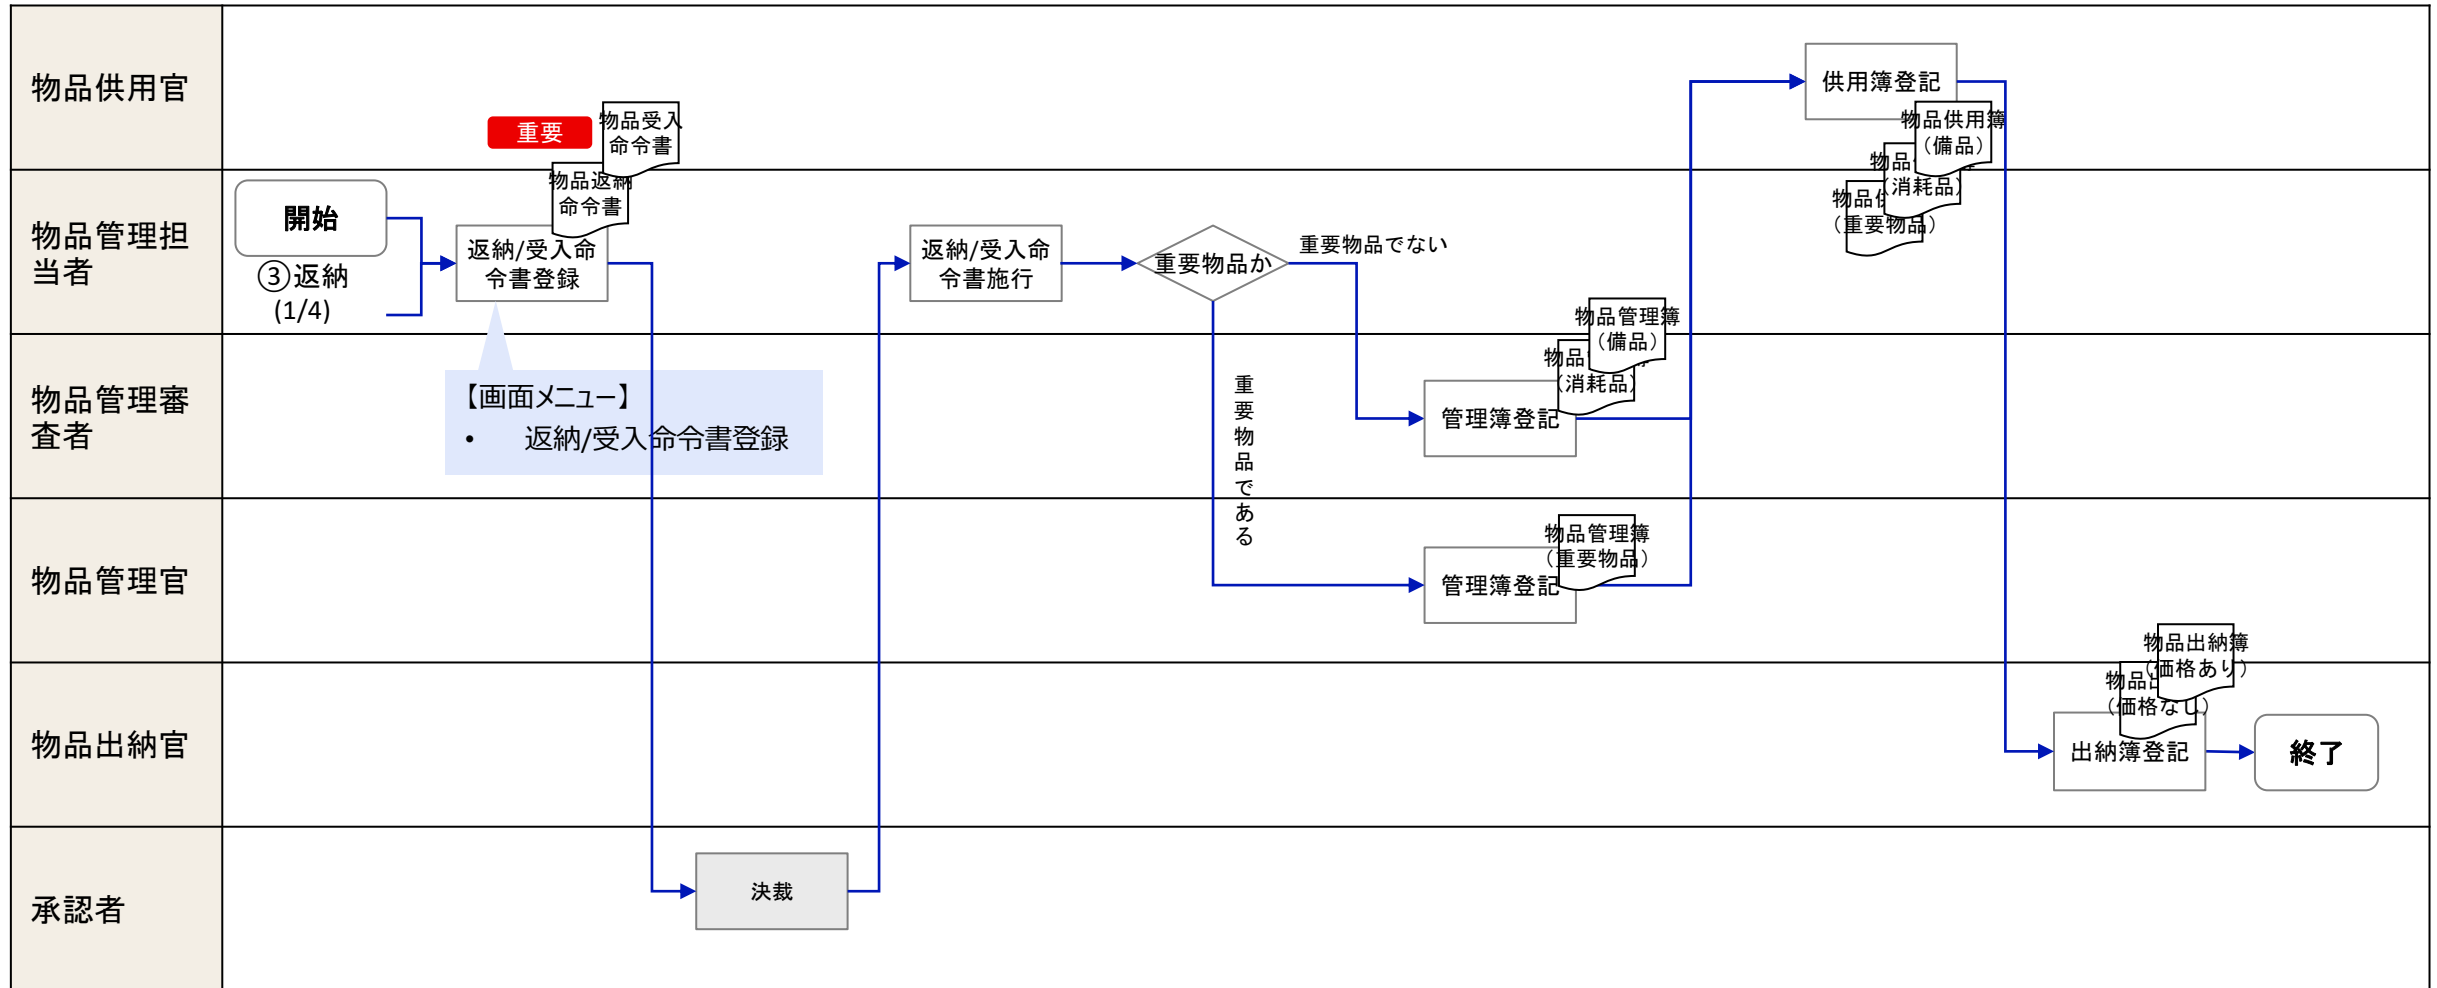 物品供用官
供用簿登記
物品供用簿
（備品）
物品
（消耗品）
物品
（重要物品）
重要
物品受入
命令書
物品返納
命令書
物品管理担
当者
開始
③返納
(1/4)
返納/受入命
令書登録
返納/受入命
令書施行
重要物品か
重要物品でない
重要物品である
物品管理審
査者
【画面メニュー】
• 返納/受入命令書登録
物品管理簿
（備品）
物品
（消耗品）
管理簿登記
物品管理官
物品管理簿
（重要物品）
管理簿登記
物品出納官
物品出納簿
（価格あり）
物品
（価格なし）
出納簿登記
終了
承認者
決裁